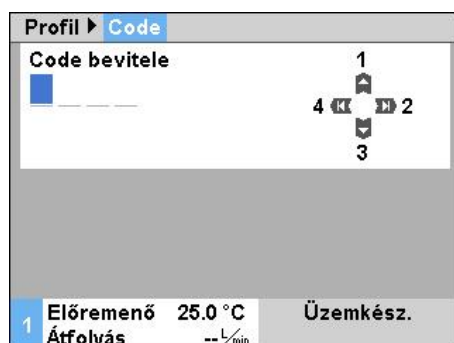 Profil ▶ Code
Code bevitele
1
4 2
3
1 Előremenő 25.0 °C Üzemkész.
Átfolyás -- L/min